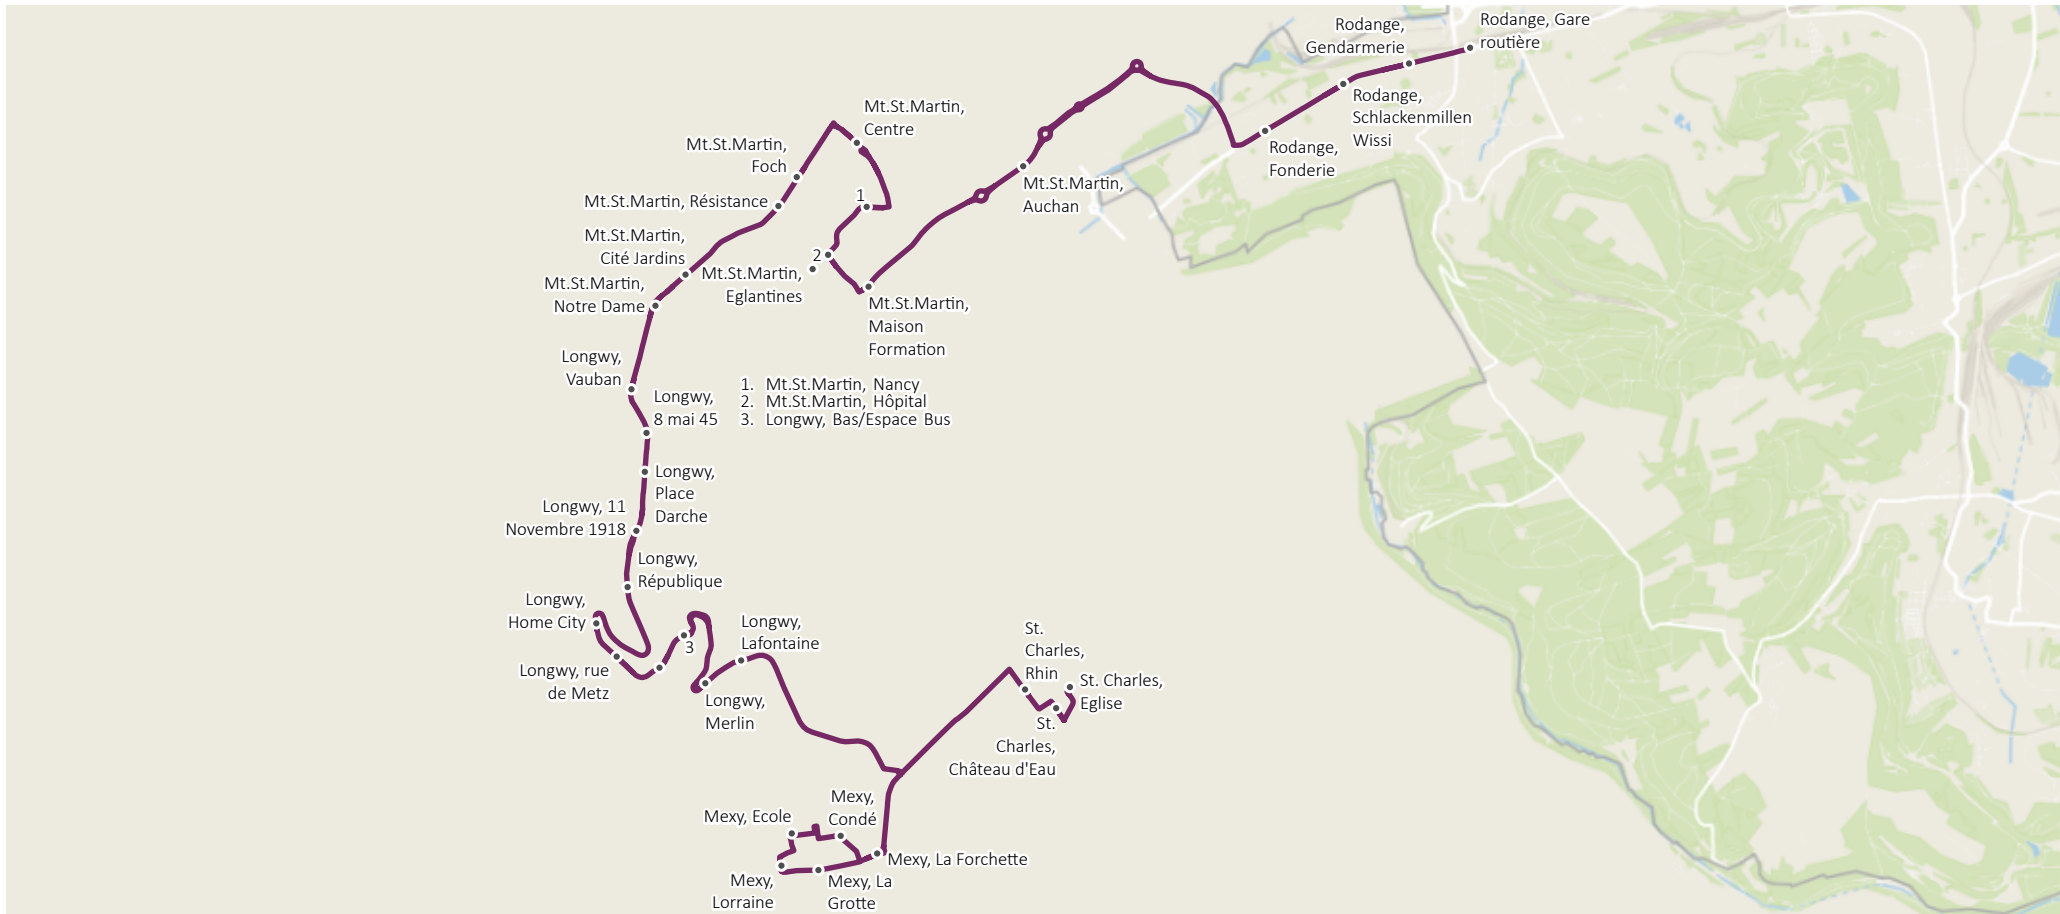 Rodange, Gare
routière
Rodange,
Gendarmerie
Rodange,
Schlackenmillen
Wissi
Rodange,
Fonderie
Mt.St.Martin,
Auchan
Mt.St.Martin,
Centre
Mt.St.Martin,
Foch
1
Mt.St.Martin, Résistance
Mt.St.Martin,
Cité Jardins
2
Mt.St.Martin,
Eglantines
Mt.St.Martin,
Notre Dame
Mt.St.Martin,
Maison
Formation
Longwy,
Vauban
1. Mt.St.Martin, Nancy
2. Mt.St.Martin, Hôpital
3. Longwy, Bas/Espace Bus
Longwy,
8 mai 45
Longwy,
Place
Darche
Longwy, 11
Novembre 1918
Longwy,
République
Longwy,
Home City
3
Longwy,
Lafontaine
Longwy, rue
de Metz
Longwy,
Merlin
St.
Charles,
Rhin
St. Charles,
Eglise
St.
Charles,
Château d'Eau
Mexy,
Condé
Mexy, Ecole
Mexy, La Forchette
Mexy,
Lorraine
Mexy, La
Grotte